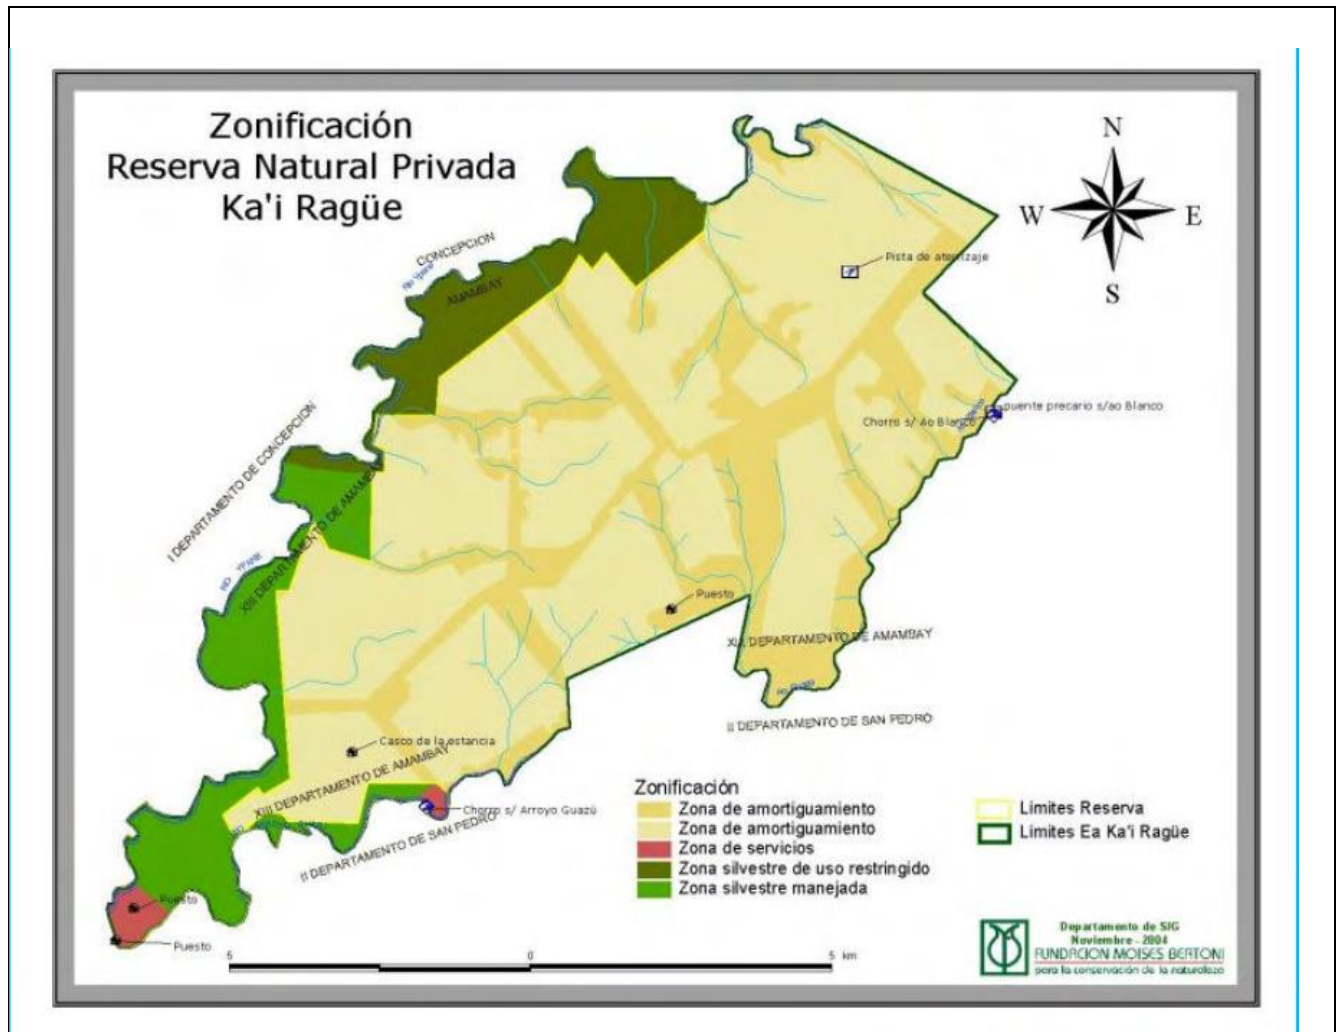 Zonificación
Reserva Natural Privada
Ka'i Ragüe
N
W
E
S
CONCEPCION
AMAMBAY
Pista de aterrizaje
puente precario s/ao Blanco
Chorro s/ Ao Blanco
I DEPARTAMENTO DE CONCEPCION
XIII DEPARTAMENTO DE AMAMBAY
Puesto
XIII DEPARTAMENTO DE AMAMBAY
II DEPARTAMENTO DE SAN PEDRO
Casco de la estancia
XIII DEPARTAMENTO DE AMAMBAY
Chorro s/ Arroyo Guazú
II DEPARTAMENTO DE SAN PEDRO
Puesto
Puesto
Zonificación
Zona de amortiguamiento
Zona de amortiguamiento
Zona de servicios
Zona silvestre de uso restringido
Zona silvestre manejada
Limites Reserva
Limites Ea Ka'i Ragüe
5 0 5 km
Departamento de SIG
Noviembre - 2004
FUNDACION MOISES BERTONI
para la conservación de la naturaleza